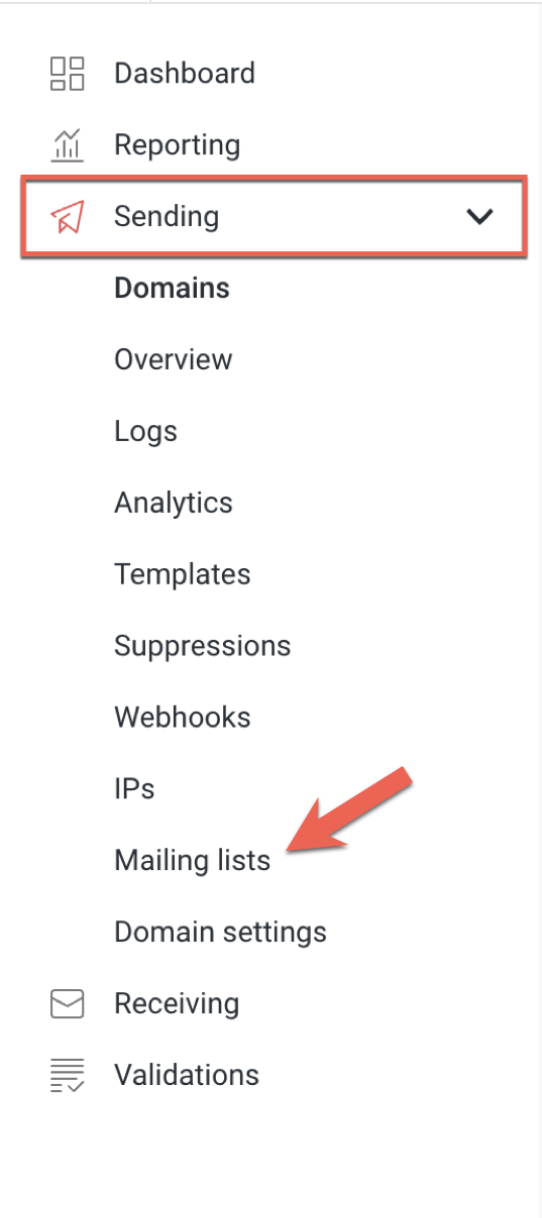 Dashboard
Reporting
Sending
Domains
Overview
Logs
Analytics
Templates
Suppressions
Webhooks
IPs
Mailing lists
Domain settings
Receiving
Validations